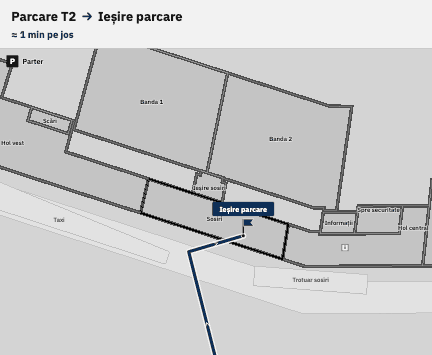 Parcare T2 → Ieșire parcare
≈ 1 min pe jos
P Parter
Banda 1
Scări
Banda 2
Hol vest
Ieșire sosiri
Ieșire parcare
Spre securitate
Sosiri
Taxi
Informații
Hol central
i
Trotuar sosiri